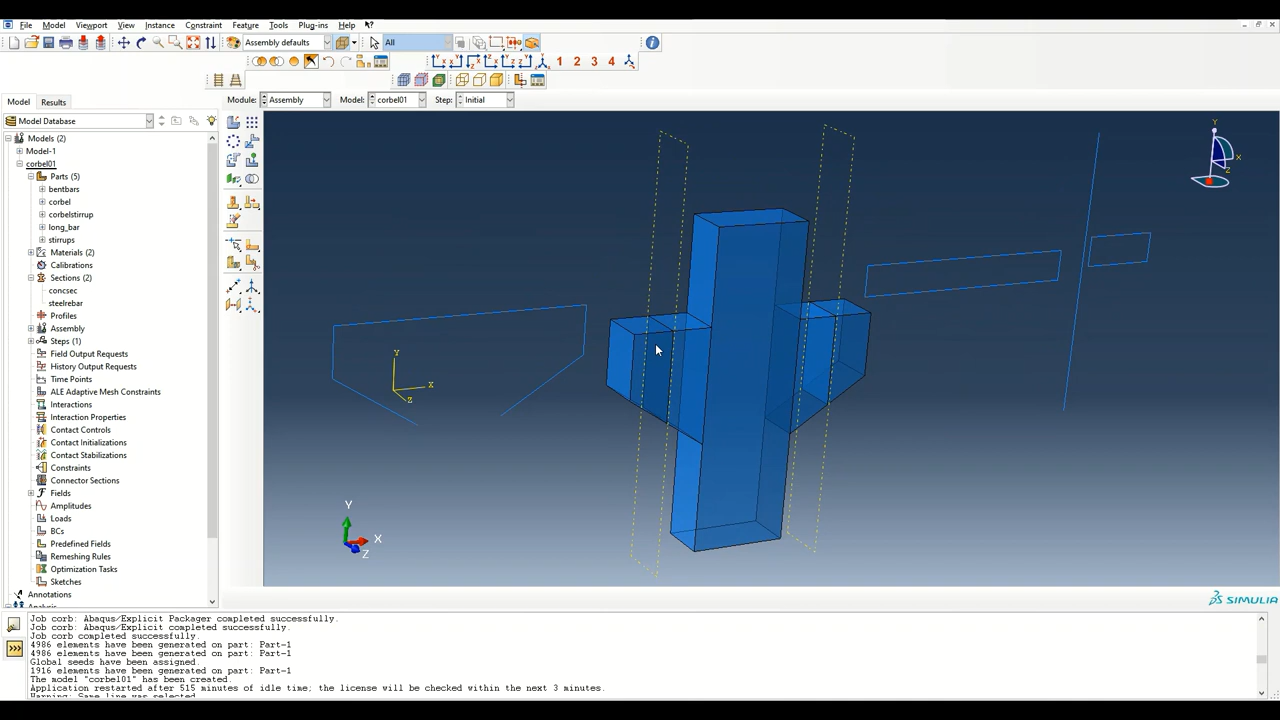 File Model Viewport View Instance Constraint Feature Tools Plug-ins Help
Assembly defaults All
1 2 3 4
Model Results
Module: Assembly Model: corbel01 Step: Initial
Model Database
Models (2)
Model-1
corbel01
Parts (5)
bentbars
corbel
corbelstirrup
long_bar
stirrups
Materials (2)
Calibrations
Sections (2)
concsec
steelrebar
Profiles
Assembly
Steps (1)
Field Output Requests
History Output Requests
Time Points
ALE Adaptive Mesh Constraints
Interactions
Interaction Properties
Contact Controls
Contact Initializations
Contact Stabilizations
Constraints
Connector Sections
Fields
Amplitudes
Loads
BCs
Predefined Fields
Remeshing Rules
Optimization Tasks
Sketches
Annotations
Analysis
Y
X
Z
Y
X
Z
Y
X
Z
SIMULIA
Job corb: Abaqus/Explicit Packager completed successfully.
Job corb: Abaqus/Explicit completed successfully.
Job corb completed successfully.
4986 elements have been generated on part: Part-1
4986 elements have been generated on part: Part-1
Global seeds have been assigned.
1916 elements have been generated on part: Part-1
The model "corbel01" has been created.
Application restarted after 515 minutes of idle time; the license will be checked within the next 3 minutes.
Warning: Same line was selected